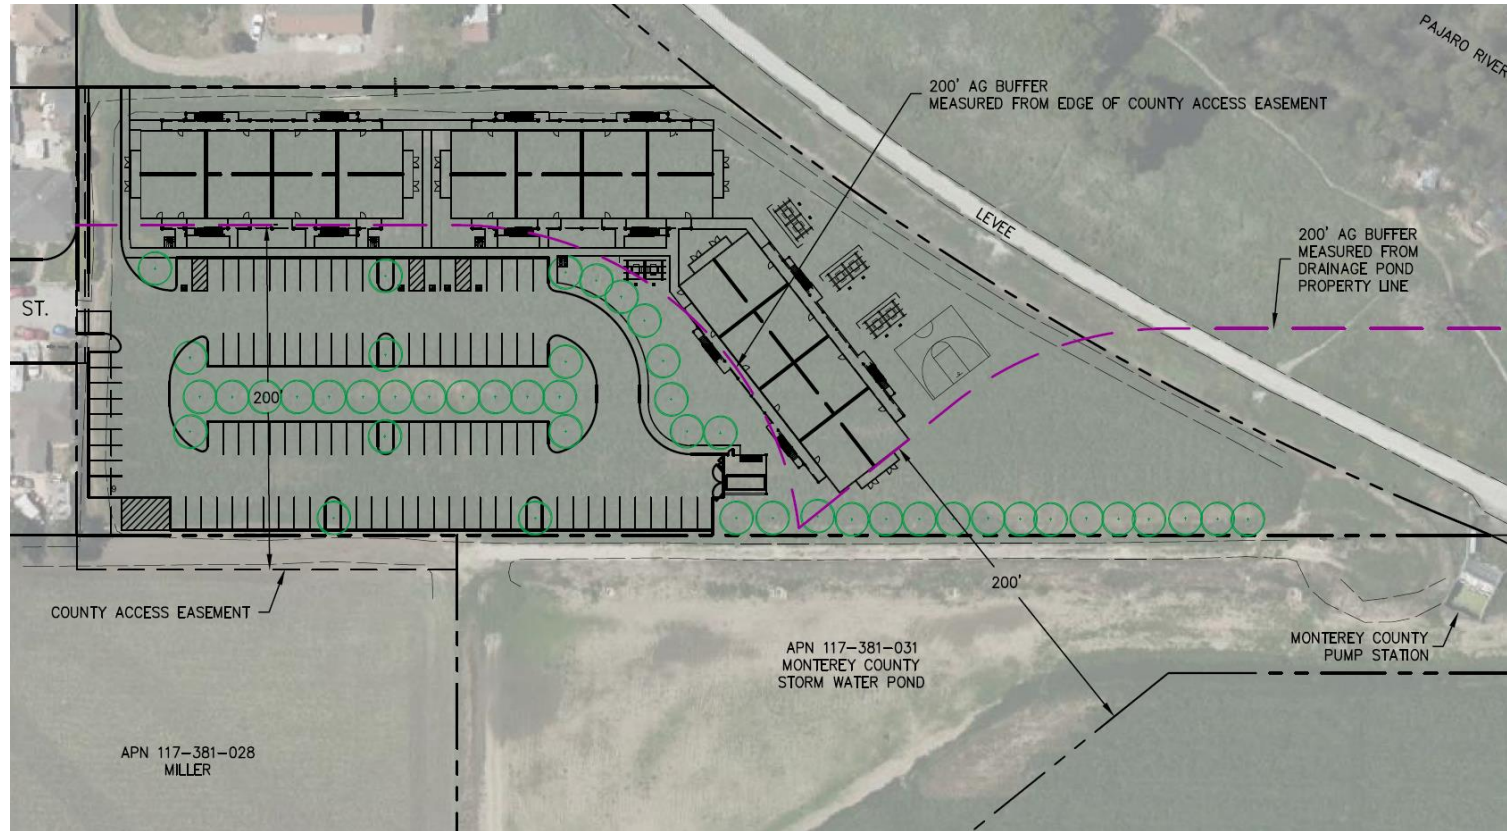 PAJARO RIVER
200' AG BUFFER
MEASURED FROM EDGE OF COUNTY ACCESS EASEMENT
LEVEE
200' AG BUFFER
MEASURED FROM
DRAINAGE POND
PROPERTY LINE
ST.
200'
9
200'
COUNTY ACCESS EASEMENT
MONTEREY COUNTY
PUMP STATION
APN 117-381-031
MONTEREY COUNTY
STORM WATER POND
APN 117-381-028
MILLER